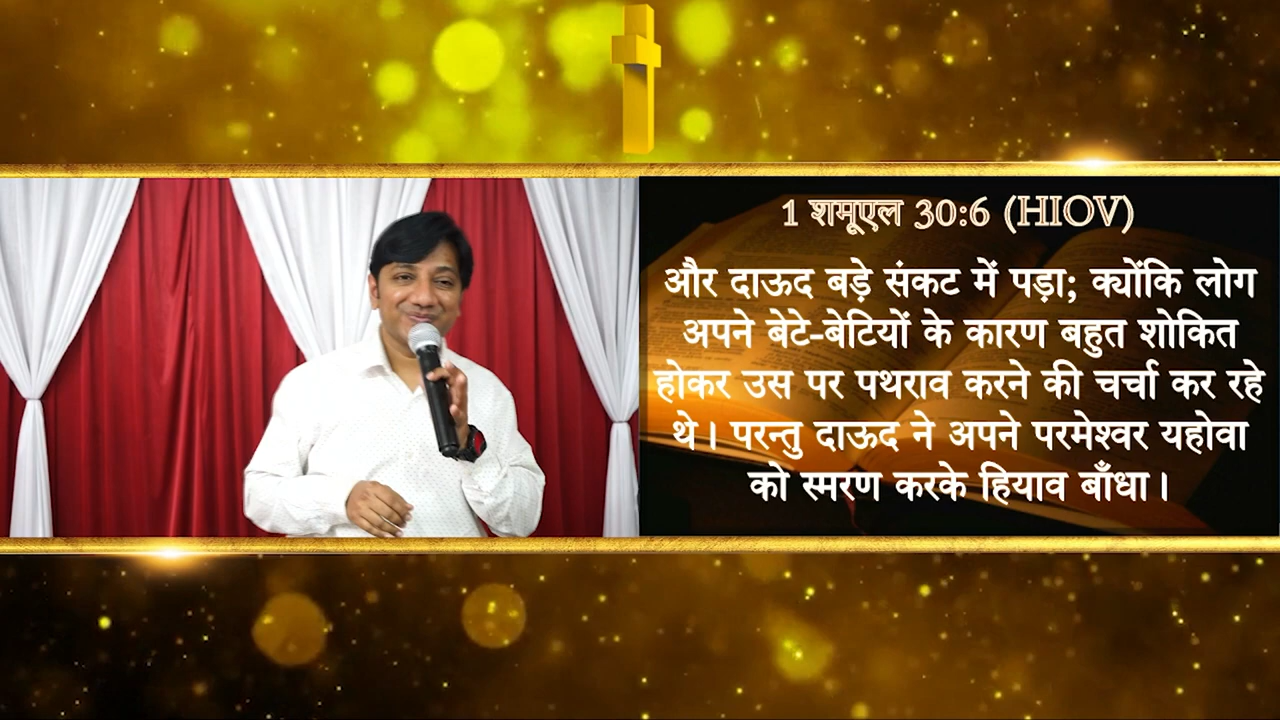 1 शमूएल 30:6 (HIOV)
और दाऊद बड़े संकट में पड़ा; क्योंकि लोग
अपने बेटे-बेटियों के कारण बहुत शोकित
होकर उस पर पथराव करने की चर्चा कर रहे
थे। परन्तु दाऊद ने अपने परमेश्वर यहोवा
को स्मरण करके हियाव बाँधा।